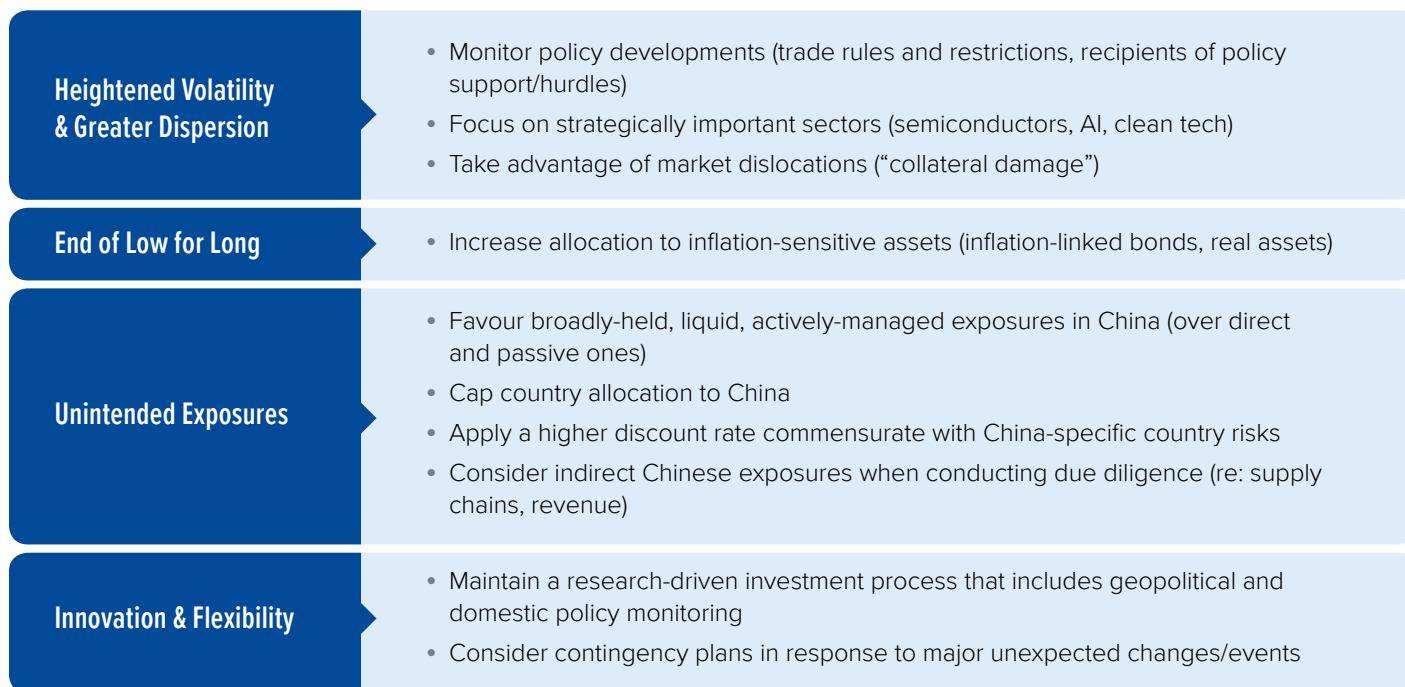 Heightened Volatility
& Greater Dispersion
• Monitor policy developments (trade rules and restrictions, recipients of policy
support/hurdles)
• Focus on strategically important sectors (semiconductors, AI, clean tech)
• Take advantage of market dislocations (“collateral damage”)
End of Low for Long
• Increase allocation to inflation-sensitive assets (inflation-linked bonds, real assets)
Unintended Exposures
• Favour broadly-held, liquid, actively-managed exposures in China (over direct
and passive ones)
• Cap country allocation to China
• Apply a higher discount rate commensurate with China-specific country risks
• Consider indirect Chinese exposures when conducting due diligence (re: supply
chains, revenue)
Innovation & Flexibility
• Maintain a research-driven investment process that includes geopolitical and
domestic policy monitoring
• Consider contingency plans in response to major unexpected changes/events